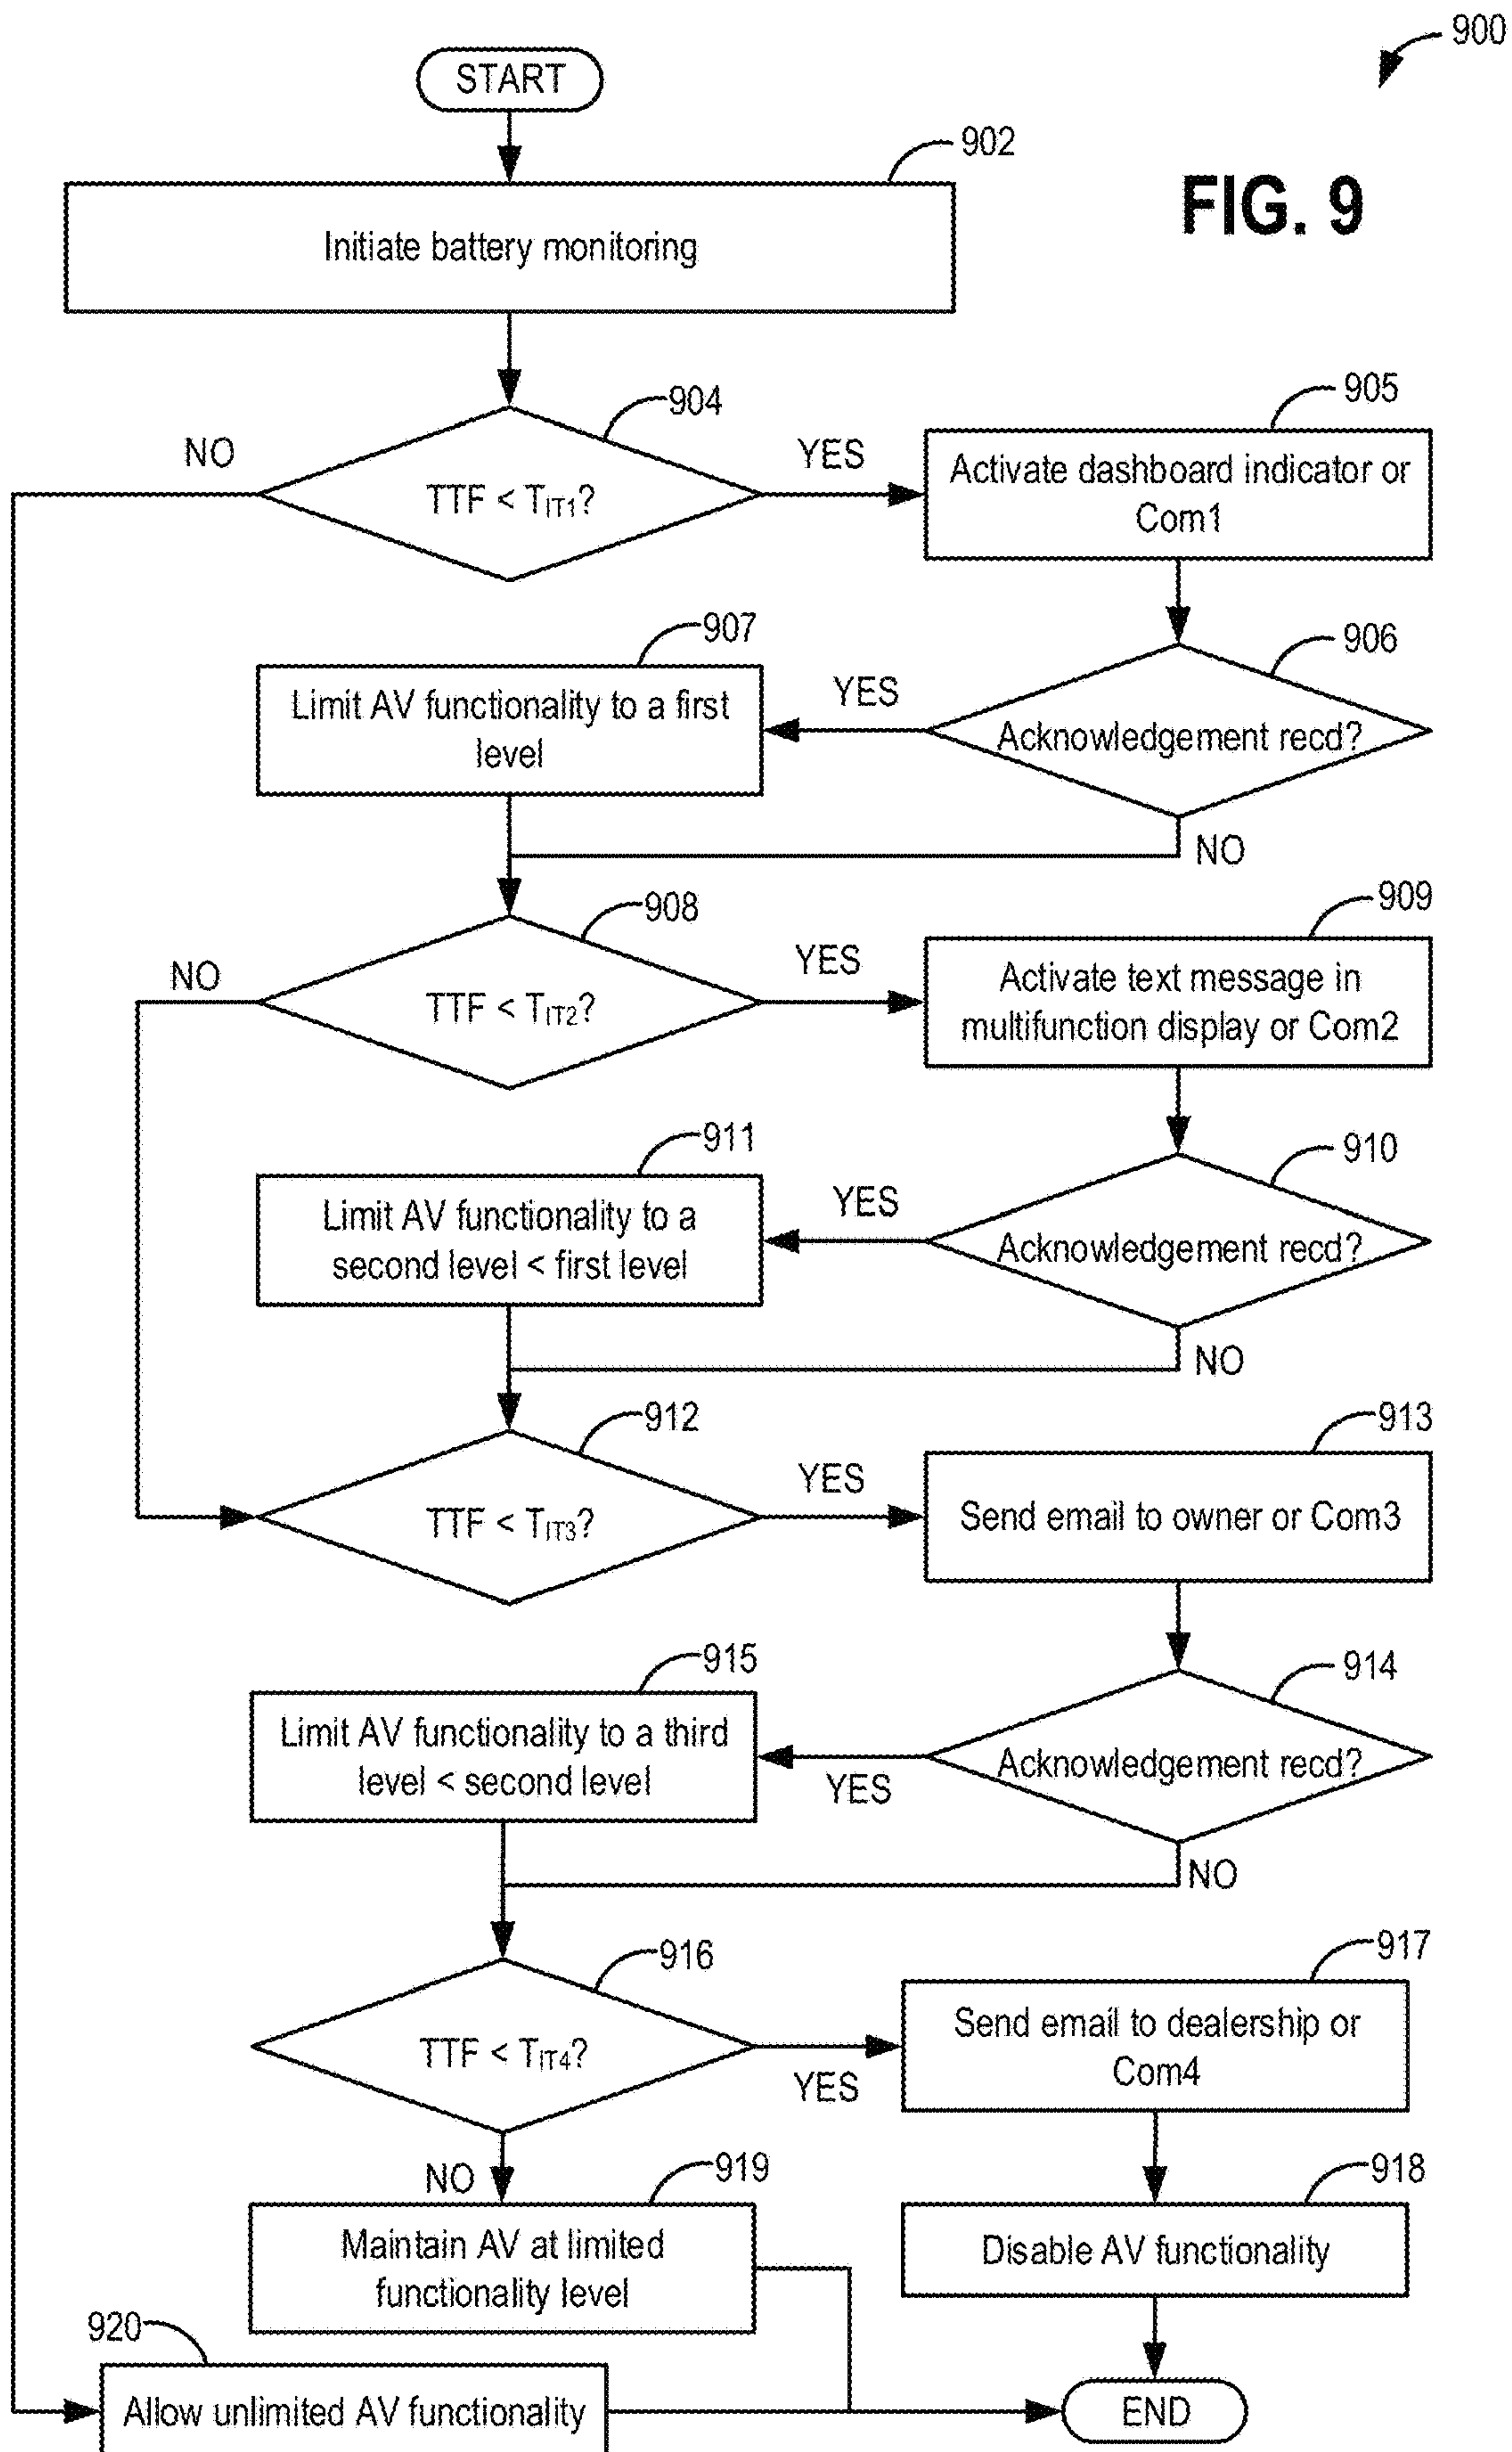 900
START
902
FIG. 9
Initiate battery monitoring
904
905
NO
YES
TTF < TIT1?
Activate dashboard indicator or
Com1
907
906
Limit AV functionality to a first
level
YES
Acknowledgement recd?
NO
908
909
NO
YES
TTF < TIT2?
Activate text message in
multifunction display or Com2
911
910
Limit AV functionality to a
second level < first level
YES
Acknowledgement recd?
NO
912
913
YES
TTF < TIT3?
Send email to owner or Com3
915
914
Limit AV functionality to a third
level < second level
YES
Acknowledgement recd?
NO
916
917
TTF < TIT4?
YES
Send email to dealership or
Com4
NO
919
918
Maintain AV at limited
functionality level
Disable AV functionality
920
Allow unlimited AV functionality
END